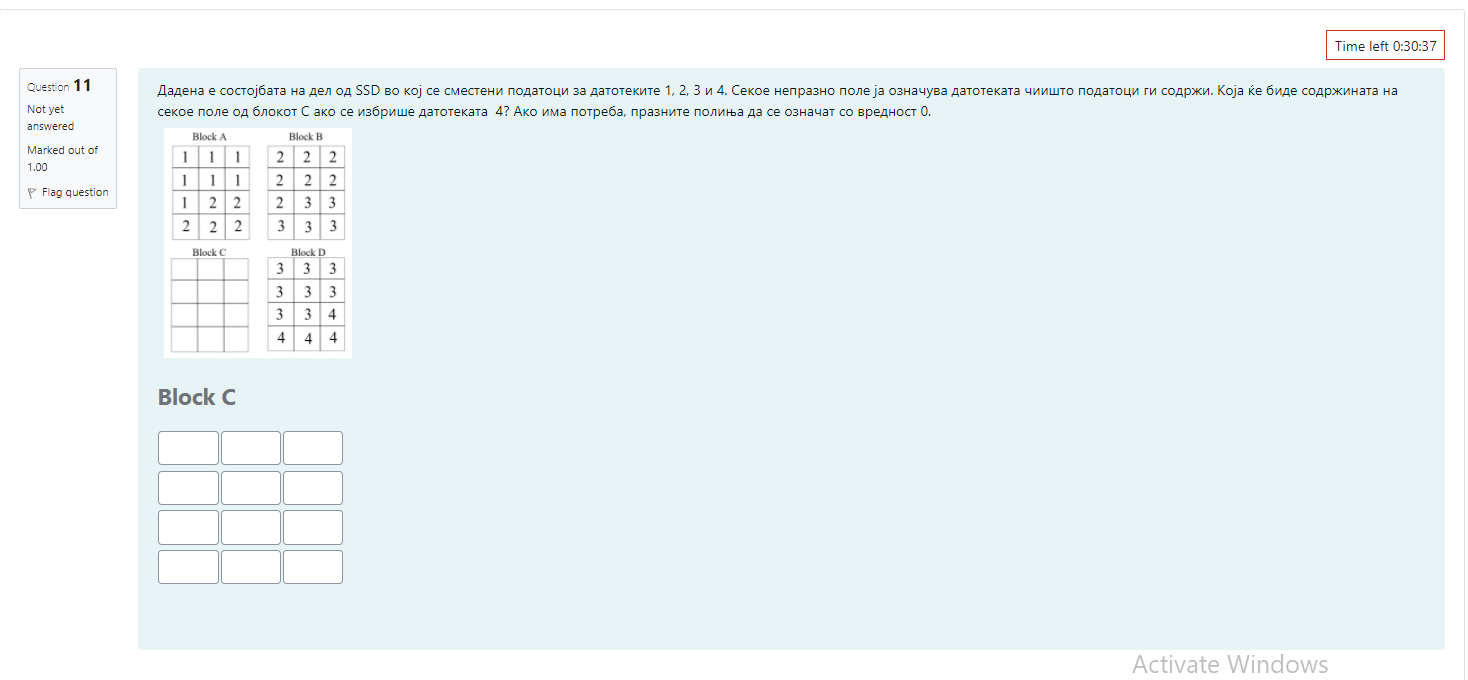 Time left 0:30:37
Question 11
Not yet
answered
Marked out of
1.00
Flag question
Дадена е состојбата на дел од SSD во кој се сместени податоци за датотеките 1, 2, 3 и 4. Секое непразно поле ја означува датотеката чиишто податоци ги содржи. Која ќе биде содржината на
секое поле од блокот C ако се избрише датотеката 4? Ако има потреба, празните полиња да се означат со вредност 0.
Block A Block B
1 1 1 2 2 2
1 1 1 2 2 2
1 2 2 2 3 3
2 2 2 3 3 3
Block C Block D
3 3 3
3 3 3
3 3 4
4 4 4
Block C
Activate Windows